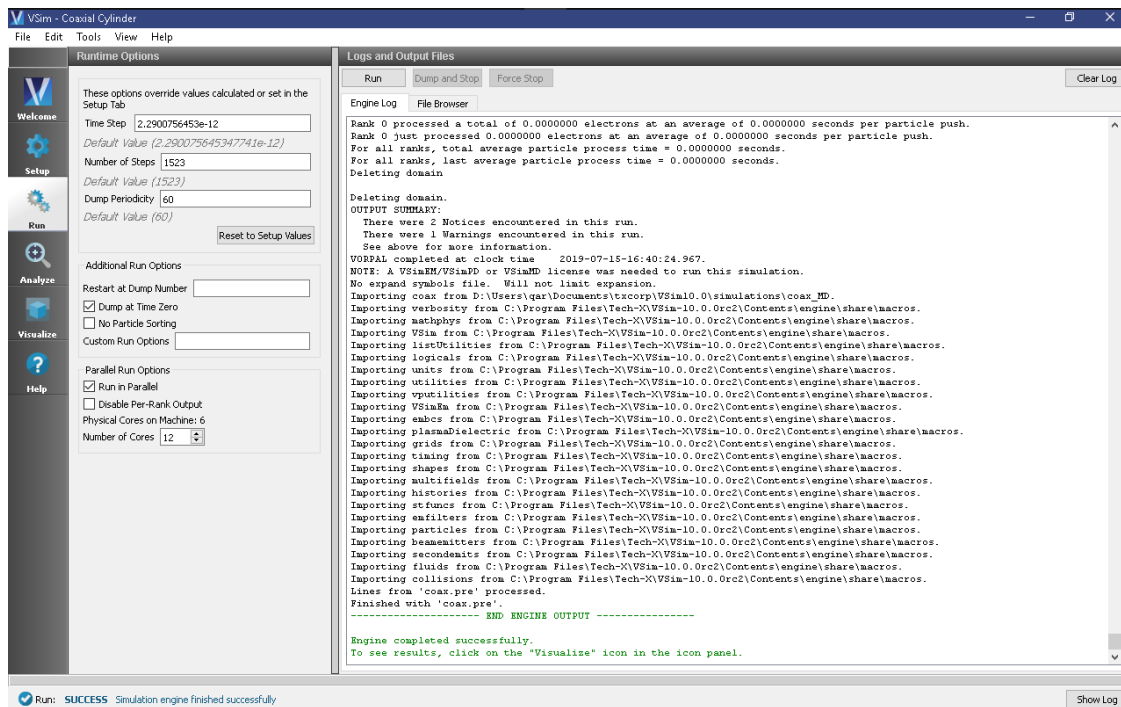 VSim - Coaxial Cylinder
File Edit Tools View Help
Runtime Options
Welcome
Setup
Run
Analyze
Visualize
Help
These options override values calculated or set in the
Setup Tab
Time Step 2.2900756453e-12
Default Value (2.290075645347741e-12)
Number of Steps 1523
Default Value (1523)
Dump Periodicity 60
Default Value (60)
Reset to Setup Values
Additional Run Options
Restart at Dump Number
Dump at Time Zero
No Particle Sorting
Custom Run Options
Parallel Run Options
Run in Parallel
Disable Per-Rank Output
Physical Cores on Machine: 6
Number of Cores 12
Logs and Output Files
Run Dump and Stop Force Stop Clear Log
Engine Log File Browser
Rank 0 processed a total of 0.0000000 electrons at an average of 0.0000000 seconds per particle push.
Rank 0 just processed 0.0000000 electrons at an average of 0.0000000 seconds per particle push.
For all ranks, total average particle process time = 0.0000000 seconds.
For all ranks, last average particle process time = 0.0000000 seconds.
Deleting domain
Deleting domain.
OUTPUT SUMMARY:
There were 2 Notices encountered in this run.
There were 1 Warnings encountered in this run.
See above for more information.
VORPAL completed at clock time 2019-07-15-16:40:24.967.
NOTE: A VSimEM/VSimPD or VSimMD license was needed to run this simulation.
No expand symbols file. Will not limit expansion.
Importing coax from D:\Users\qar\Documents\txcorp\VSim10.0\simulations\coax_MD.
Importing verbosity from C:\Program Files\Tech-X\VSim-10.0.0rc2\Contents\engine\share\macros.
Importing mathphys from C:\Program Files\Tech-X\VSim-10.0.0rc2\Contents\engine\share\macros.
Importing VSim from C:\Program Files\Tech-X\VSim-10.0.0rc2\Contents\engine\share\macros.
Importing listUtilities from C:\Program Files\Tech-X\VSim-10.0.0rc2\Contents\engine\share\macros.
Importing logicals from C:\Program Files\Tech-X\VSim-10.0.0rc2\Contents\engine\share\macros.
Importing units from C:\Program Files\Tech-X\VSim-10.0.0rc2\Contents\engine\share\macros.
Importing utilities from C:\Program Files\Tech-X\VSim-10.0.0rc2\Contents\engine\share\macros.
Importing vputilities from C:\Program Files\Tech-X\VSim-10.0.0rc2\Contents\engine\share\macros.
Importing VSimEm from C:\Program Files\Tech-X\VSim-10.0.0rc2\Contents\engine\share\macros.
Importing embcs from C:\Program Files\Tech-X\VSim-10.0.0rc2\Contents\engine\share\macros.
Importing plasmaDielectric from C:\Program Files\Tech-X\VSim-10.0.0rc2\Contents\engine\share\macros.
Importing grids from C:\Program Files\Tech-X\VSim-10.0.0rc2\Contents\engine\share\macros.
Importing timing from C:\Program Files\Tech-X\VSim-10.0.0rc2\Contents\engine\share\macros.
Importing shapes from C:\Program Files\Tech-X\VSim-10.0.0rc2\Contents\engine\share\macros.
Importing multifields from C:\Program Files\Tech-X\VSim-10.0.0rc2\Contents\engine\share\macros.
Importing histories from C:\Program Files\Tech-X\VSim-10.0.0rc2\Contents\engine\share\macros.
Importing stfuncs from C:\Program Files\Tech-X\VSim-10.0.0rc2\Contents\engine\share\macros.
Importing emfilters from C:\Program Files\Tech-X\VSim-10.0.0rc2\Contents\engine\share\macros.
Importing particles from C:\Program Files\Tech-X\VSim-10.0.0rc2\Contents\engine\share\macros.
Importing beamemitters from C:\Program Files\Tech-X\VSim-10.0.0rc2\Contents\engine\share\macros.
Importing secondemits from C:\Program Files\Tech-X\VSim-10.0.0rc2\Contents\engine\share\macros.
Importing fluids from C:\Program Files\Tech-X\VSim-10.0.0rc2\Contents\engine\share\macros.
Importing collisions from C:\Program Files\Tech-X\VSim-10.0.0rc2\Contents\engine\share\macros.
Lines from 'coax.pre' processed.
Finished with 'coax.pre'.
-------------------- END ENGINE OUTPUT ---------------
Engine completed successfully.
To see results, click on the "Visualize" icon in the icon panel.
Run: SUCCESS Simulation engine finished successfully
Show Log